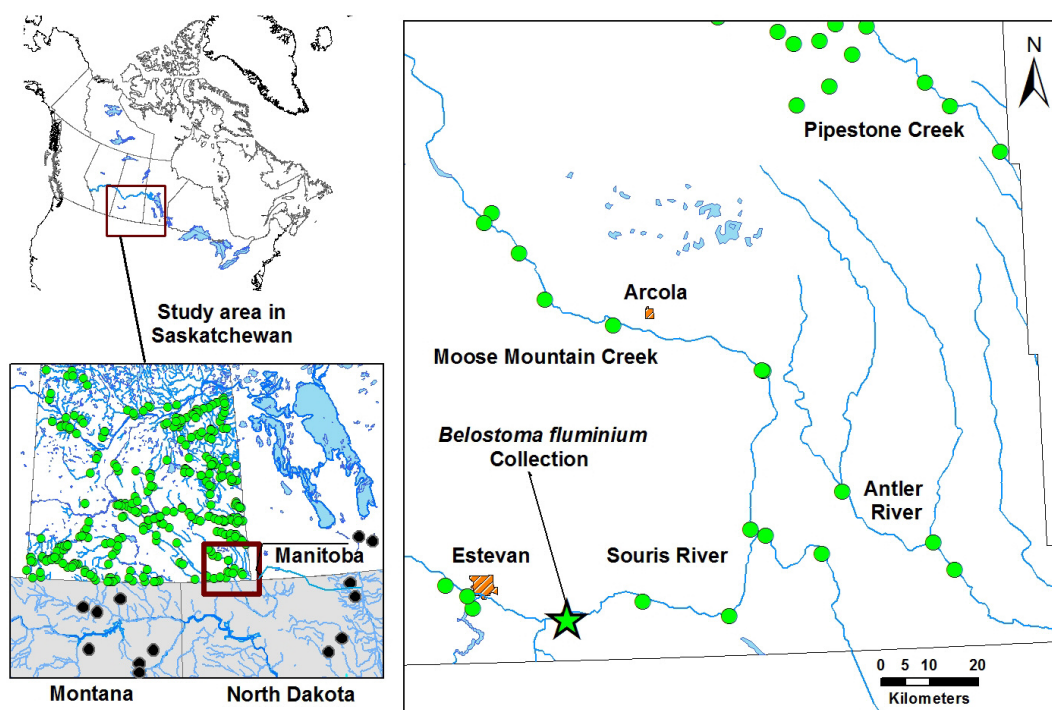 Study area in
Saskatchewan
Manitoba
Montana
North Dakota
N
Pipestone Creek
Arcola
Moose Mountain Creek
Belostoma fluminium
Collection
Antler
River
Estevan
Souris River
0 5 10 20
Kilometers